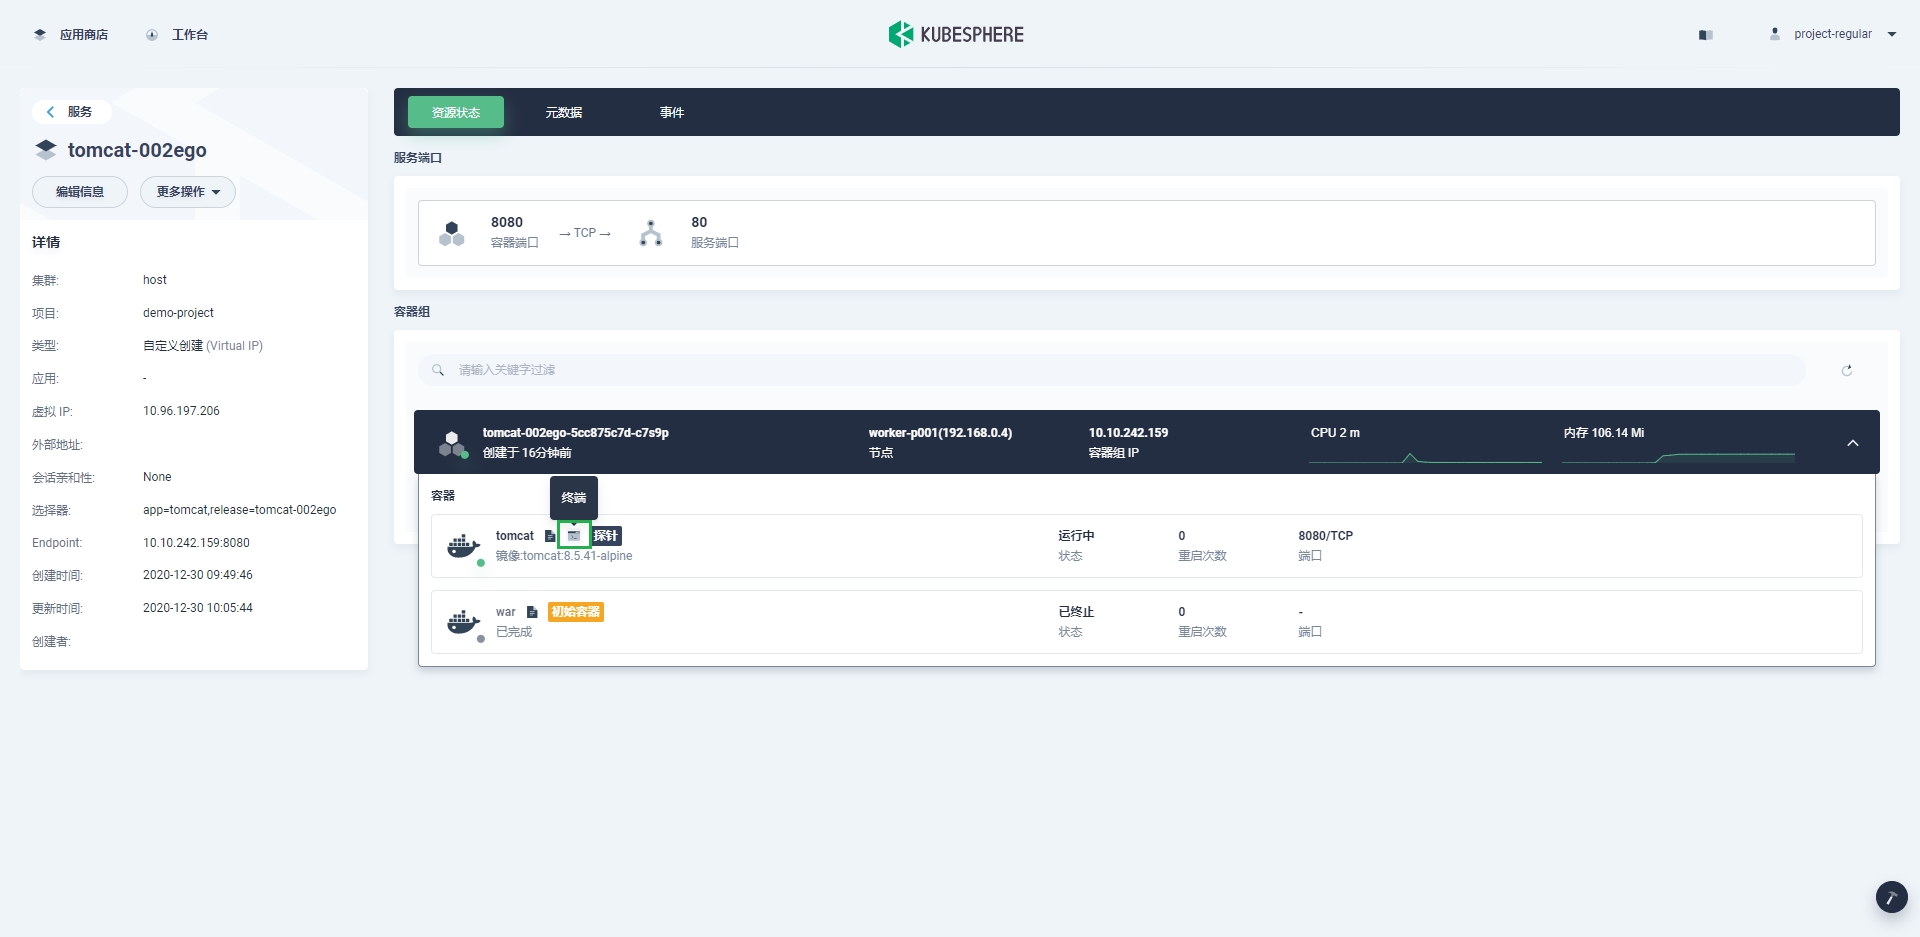 应用商店
工作台
KUBESPHERE
project-regular
服务
tomcat-002ego
编辑信息
更多操作
详情
集群: host
项目: demo-project
类型: 自定义创建 (Virtual IP)
应用: -
虚拟 IP: 10.96.197.206
外部地址:
会话亲和性: None
选择器: app=tomcat,release=tomcat-002ego
Endpoint: 10.10.242.159:8080
创建时间: 2020-12-30 09:49:46
更新时间: 2020-12-30 10:05:44
创建者:
资源状态 元数据 事件
服务端口
8080 → TCP → 80
容器端口 服务端口
容器组
请输入关键字过滤
tomcat-002ego-5cc875c7d-c7s9p worker-p001(192.168.0.4) 10.10.242.159 CPU 2 m 内存 106.14 Mi
创建于 16分钟前 节点 容器组 IP
容器
终端
tomcat 探针 运行中 0 8080/TCP
镜像:tomcat:8.5.41-alpine 状态 重启次数 端口
war 初始容器 已终止 0 -
已完成 状态 重启次数 端口